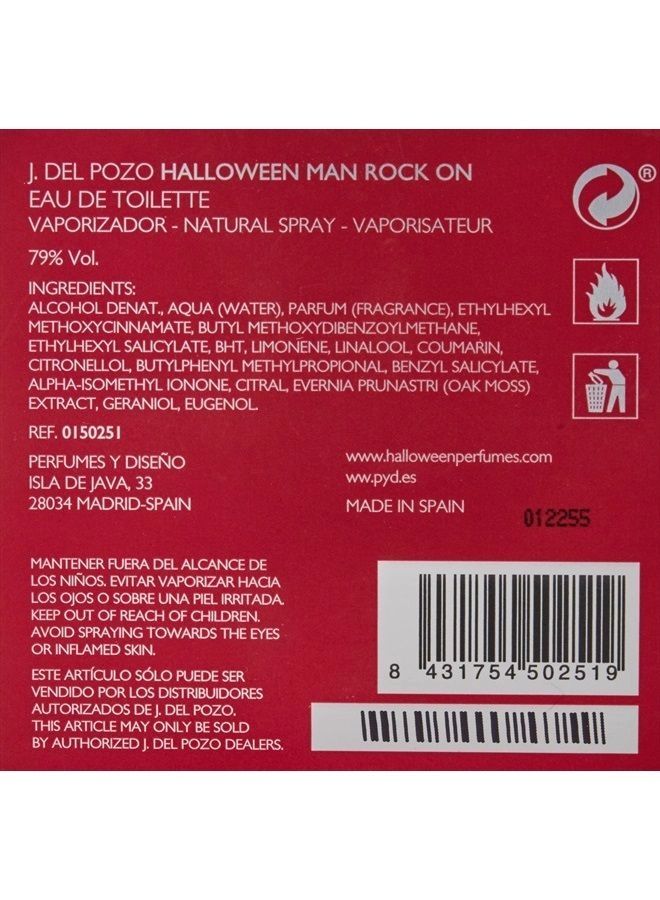 J. DEL POZO HALLOWEEN MAN ROCK ON
EAU DE TOILETTE
VAPORIZADOR - NATURAL SPRAY - VAPORISATEUR
®
79% Vol.
INGREDIENTS:
ALCOHOL DENAT., AQUA (WATER), PARFUM (FRAGRANCE), ETHYLHEXYL
METHOXYCINNAMATE, BUTYL METHOXYDIBENZOYLMETHANE,
ETHYLHEXYL SALICYLATE, BHT, LIMONENE, LINALOOL, COUMARIN,
CITRONELLOL, BUTYLPHENYL METHYLPROPIONAL, BENZYL SALICYLATE,
ALPHA-ISOMETHYL IONONE, CITRAL, EVERNIA PRUNASTRI (OAK MOSS)
EXTRACT, GERANIOL, EUGENOL.
REF. 0150251
PERFUMES Y DISEÑO
ISLA DE JAVA, 33
28034 MADRID-SPAIN
www.halloweenperfumes.com
ww.pyd.es
MADE IN SPAIN
012255
MANTENER FUERA DEL ALCANCE DE
LOS NIÑOS. EVITAR VAPORIZAR HACIA
LOS OJOS O SOBRE UNA PIEL IRRITADA.
KEEP OUT OF REACH OF CHILDREN.
AVOID SPRAYING TOWARDS THE EYES
OR INFLAMED SKIN.
ESTE ARTÍCULO SÓLO PUEDE SER
VENDIDO POR LOS DISTRIBUIDORES
AUTORIZADOS DE J. DEL POZO.
THIS ARTICLE MAY ONLY BE SOLD
BY AUTHORIZED J. DEL POZO DEALERS.
8 431754 502519